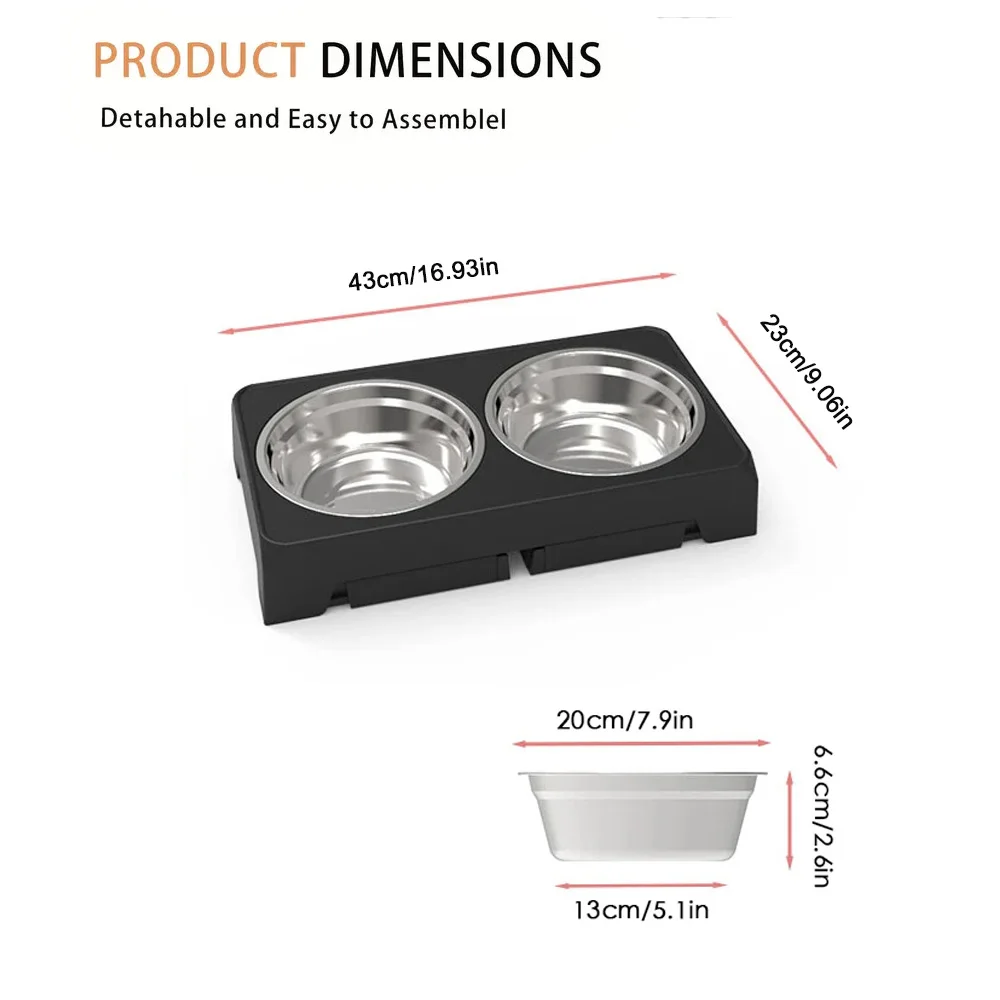 PRODUCT DIMENSIONS
Detahable and Easy to Assemblel
43cm/16.93in
23cm/9.06in
20cm/7.9in
6.6cm/2.6in
13cm/5.1in